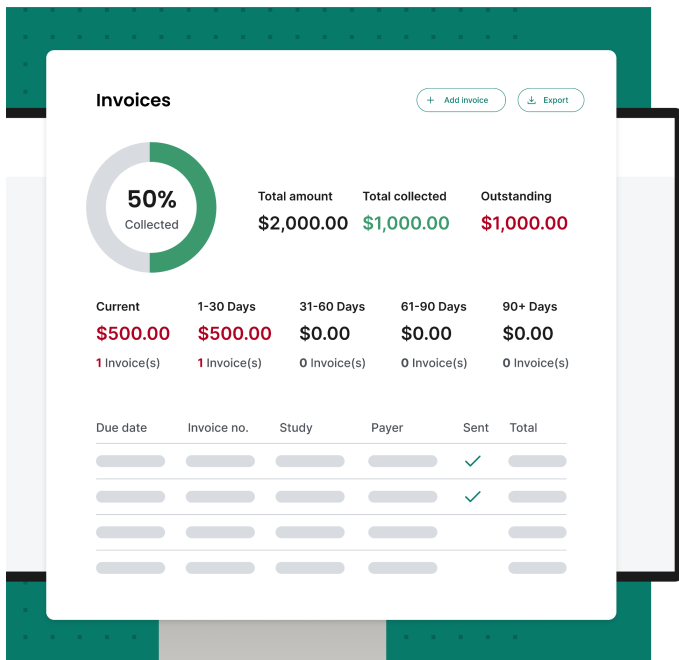 Invoices
+ Add invoice
Export
50%
Collected
Total amount Total collected Outstanding
$2,000.00 $1,000.00 $1,000.00
Current 1-30 Days 31-60 Days 61-90 Days 90+ Days
$500.00 $500.00 $0.00 $0.00 $0.00
1 Invoice(s) 1 Invoice(s) 0 Invoice(s) 0 Invoice(s) 0 Invoice(s)
Due date Invoice no. Study Payer Sent Total